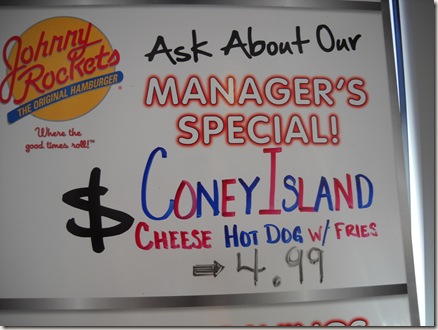 Johnny
Rockets
THE ORIGINAL HAMBURGER ®
Where the
good times roll!™
Ask About Our
MANAGER'S
SPECIAL!
$ CONEY ISLAND
CHEESE HOT DOG W/ FRIES
⇒ 4.99